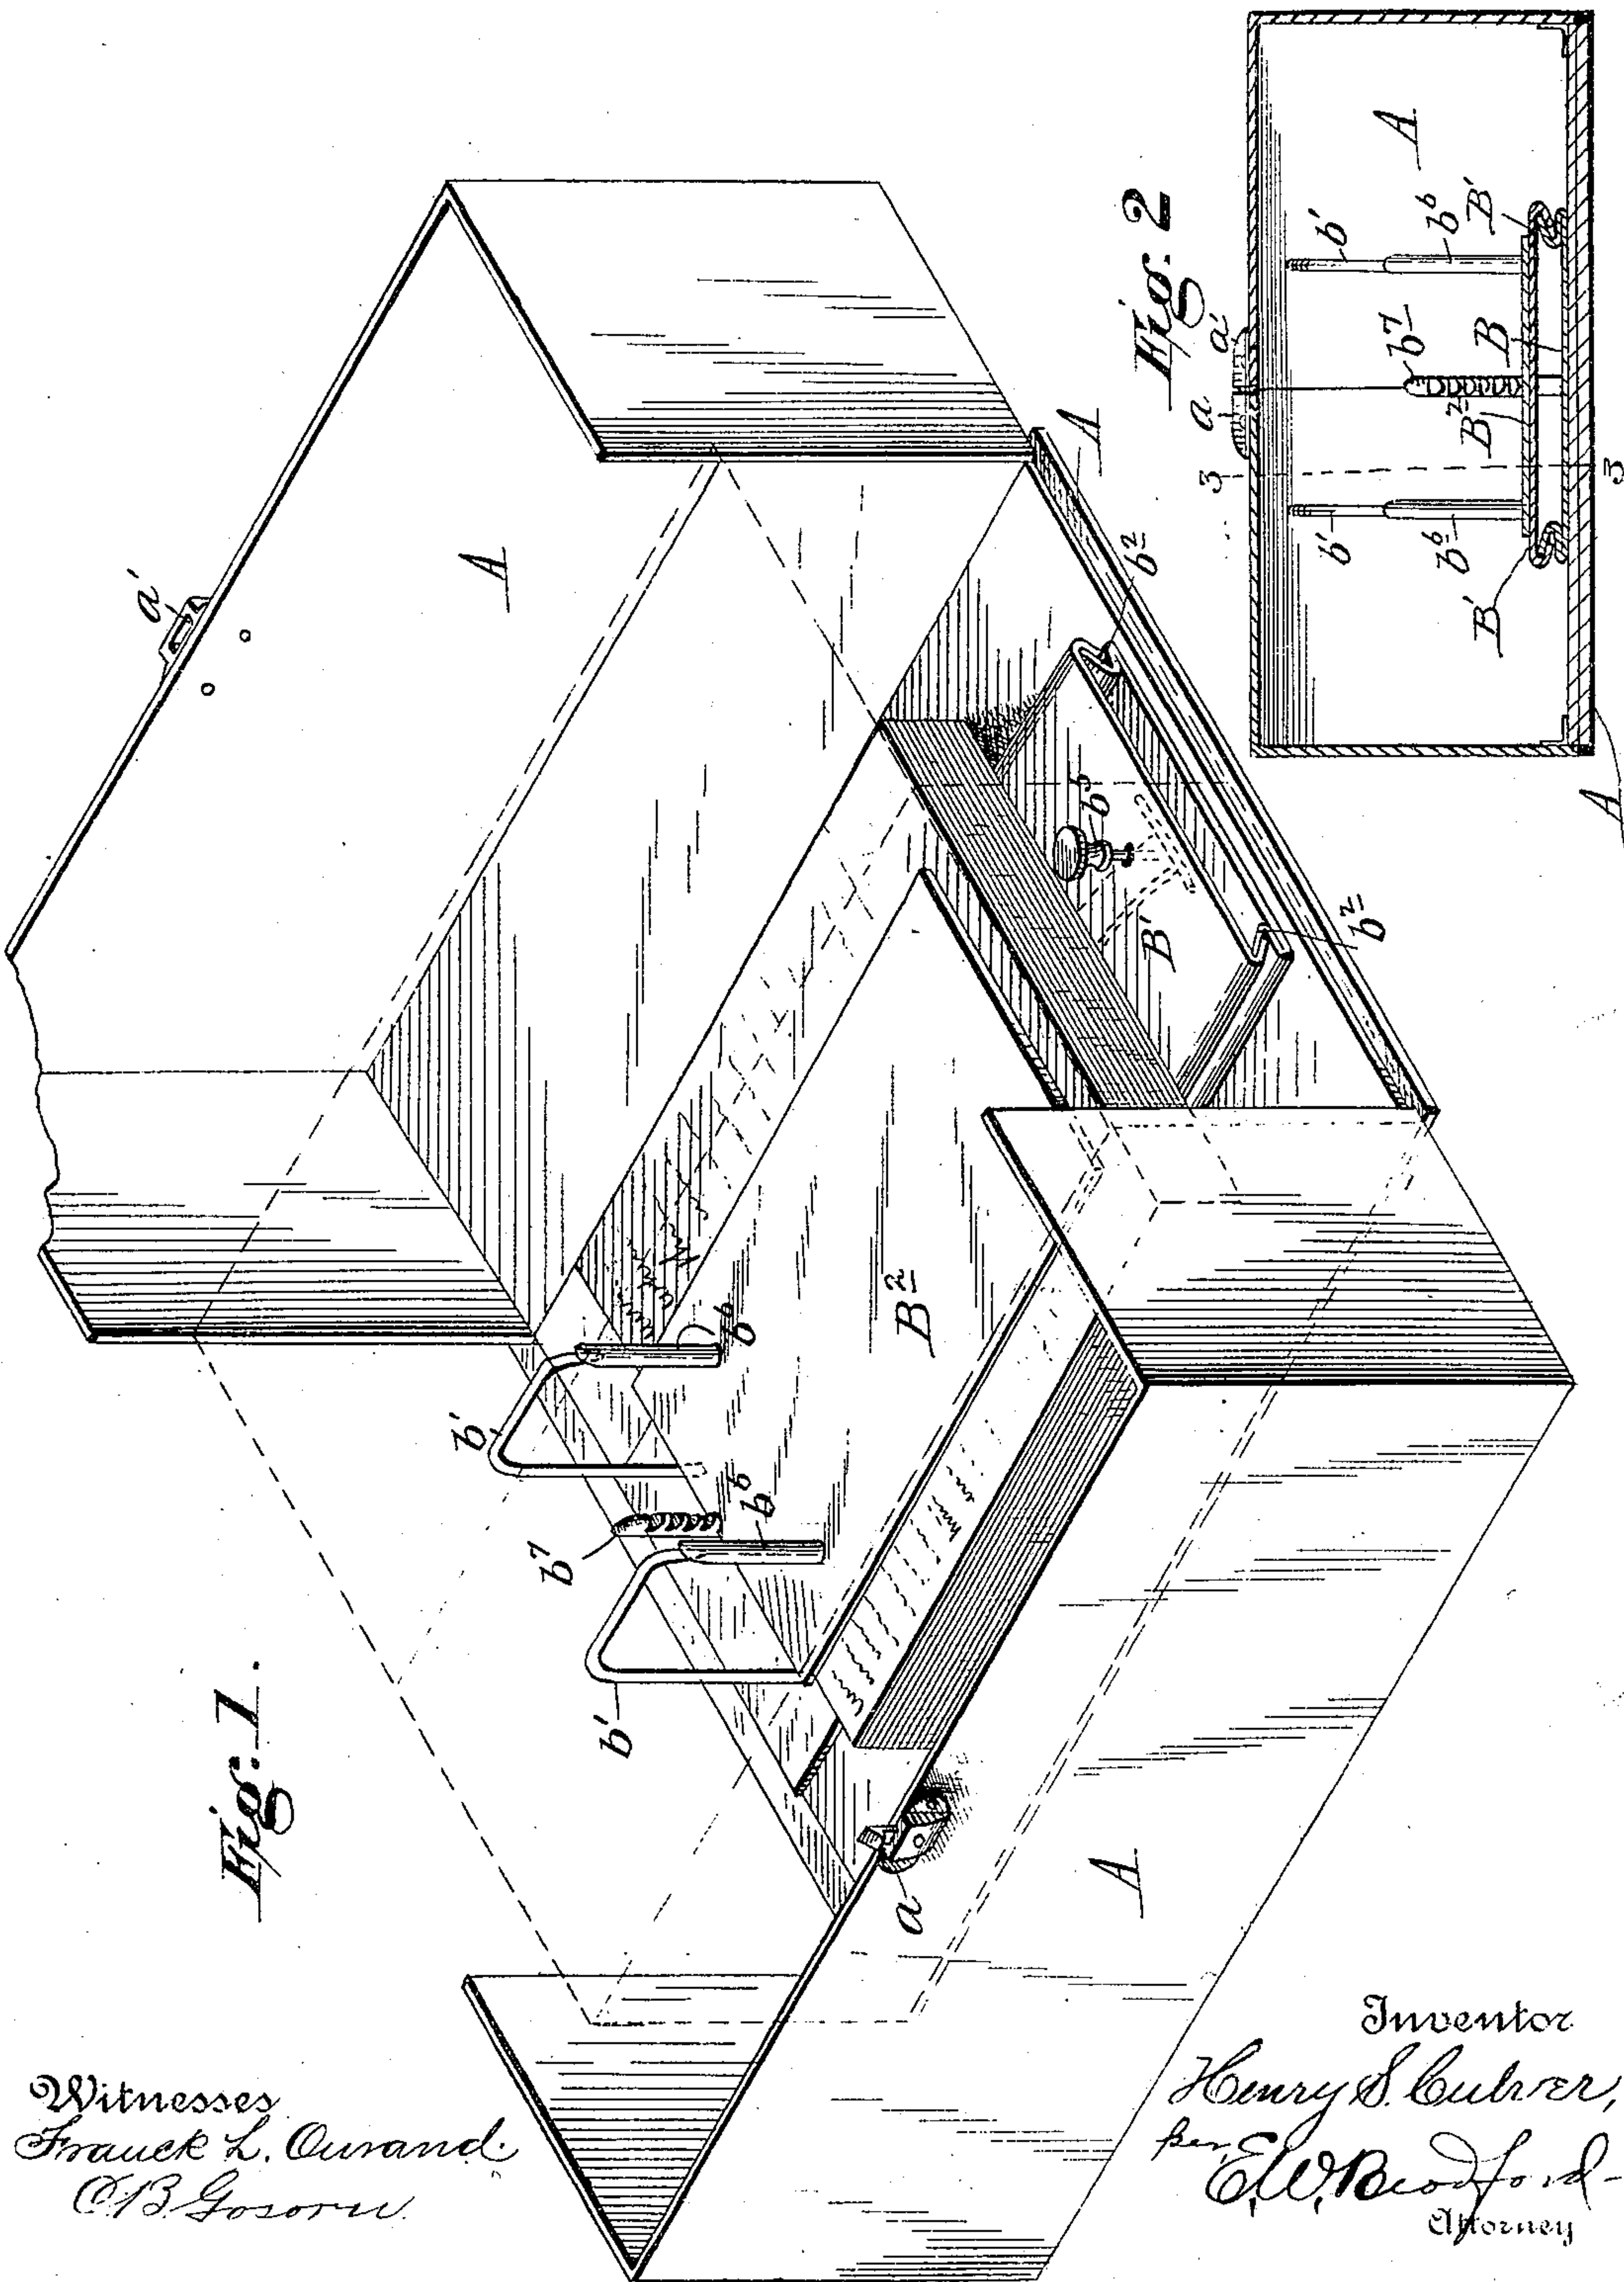 Fig. 1.
a'
A
b'
b'
b⁷
b⁶
b⁶
B²
b⁵
B'
b²
b²
A
a
A
Fig. 2
a
a'
3
b'
b'
b⁷
b⁶
b⁶
B
B²
B'
B'
A
A
3
Witnesses
Franck L. Ourand.
Inventor
Henry S. Culver,
per
E.W. Bradford
Attorney